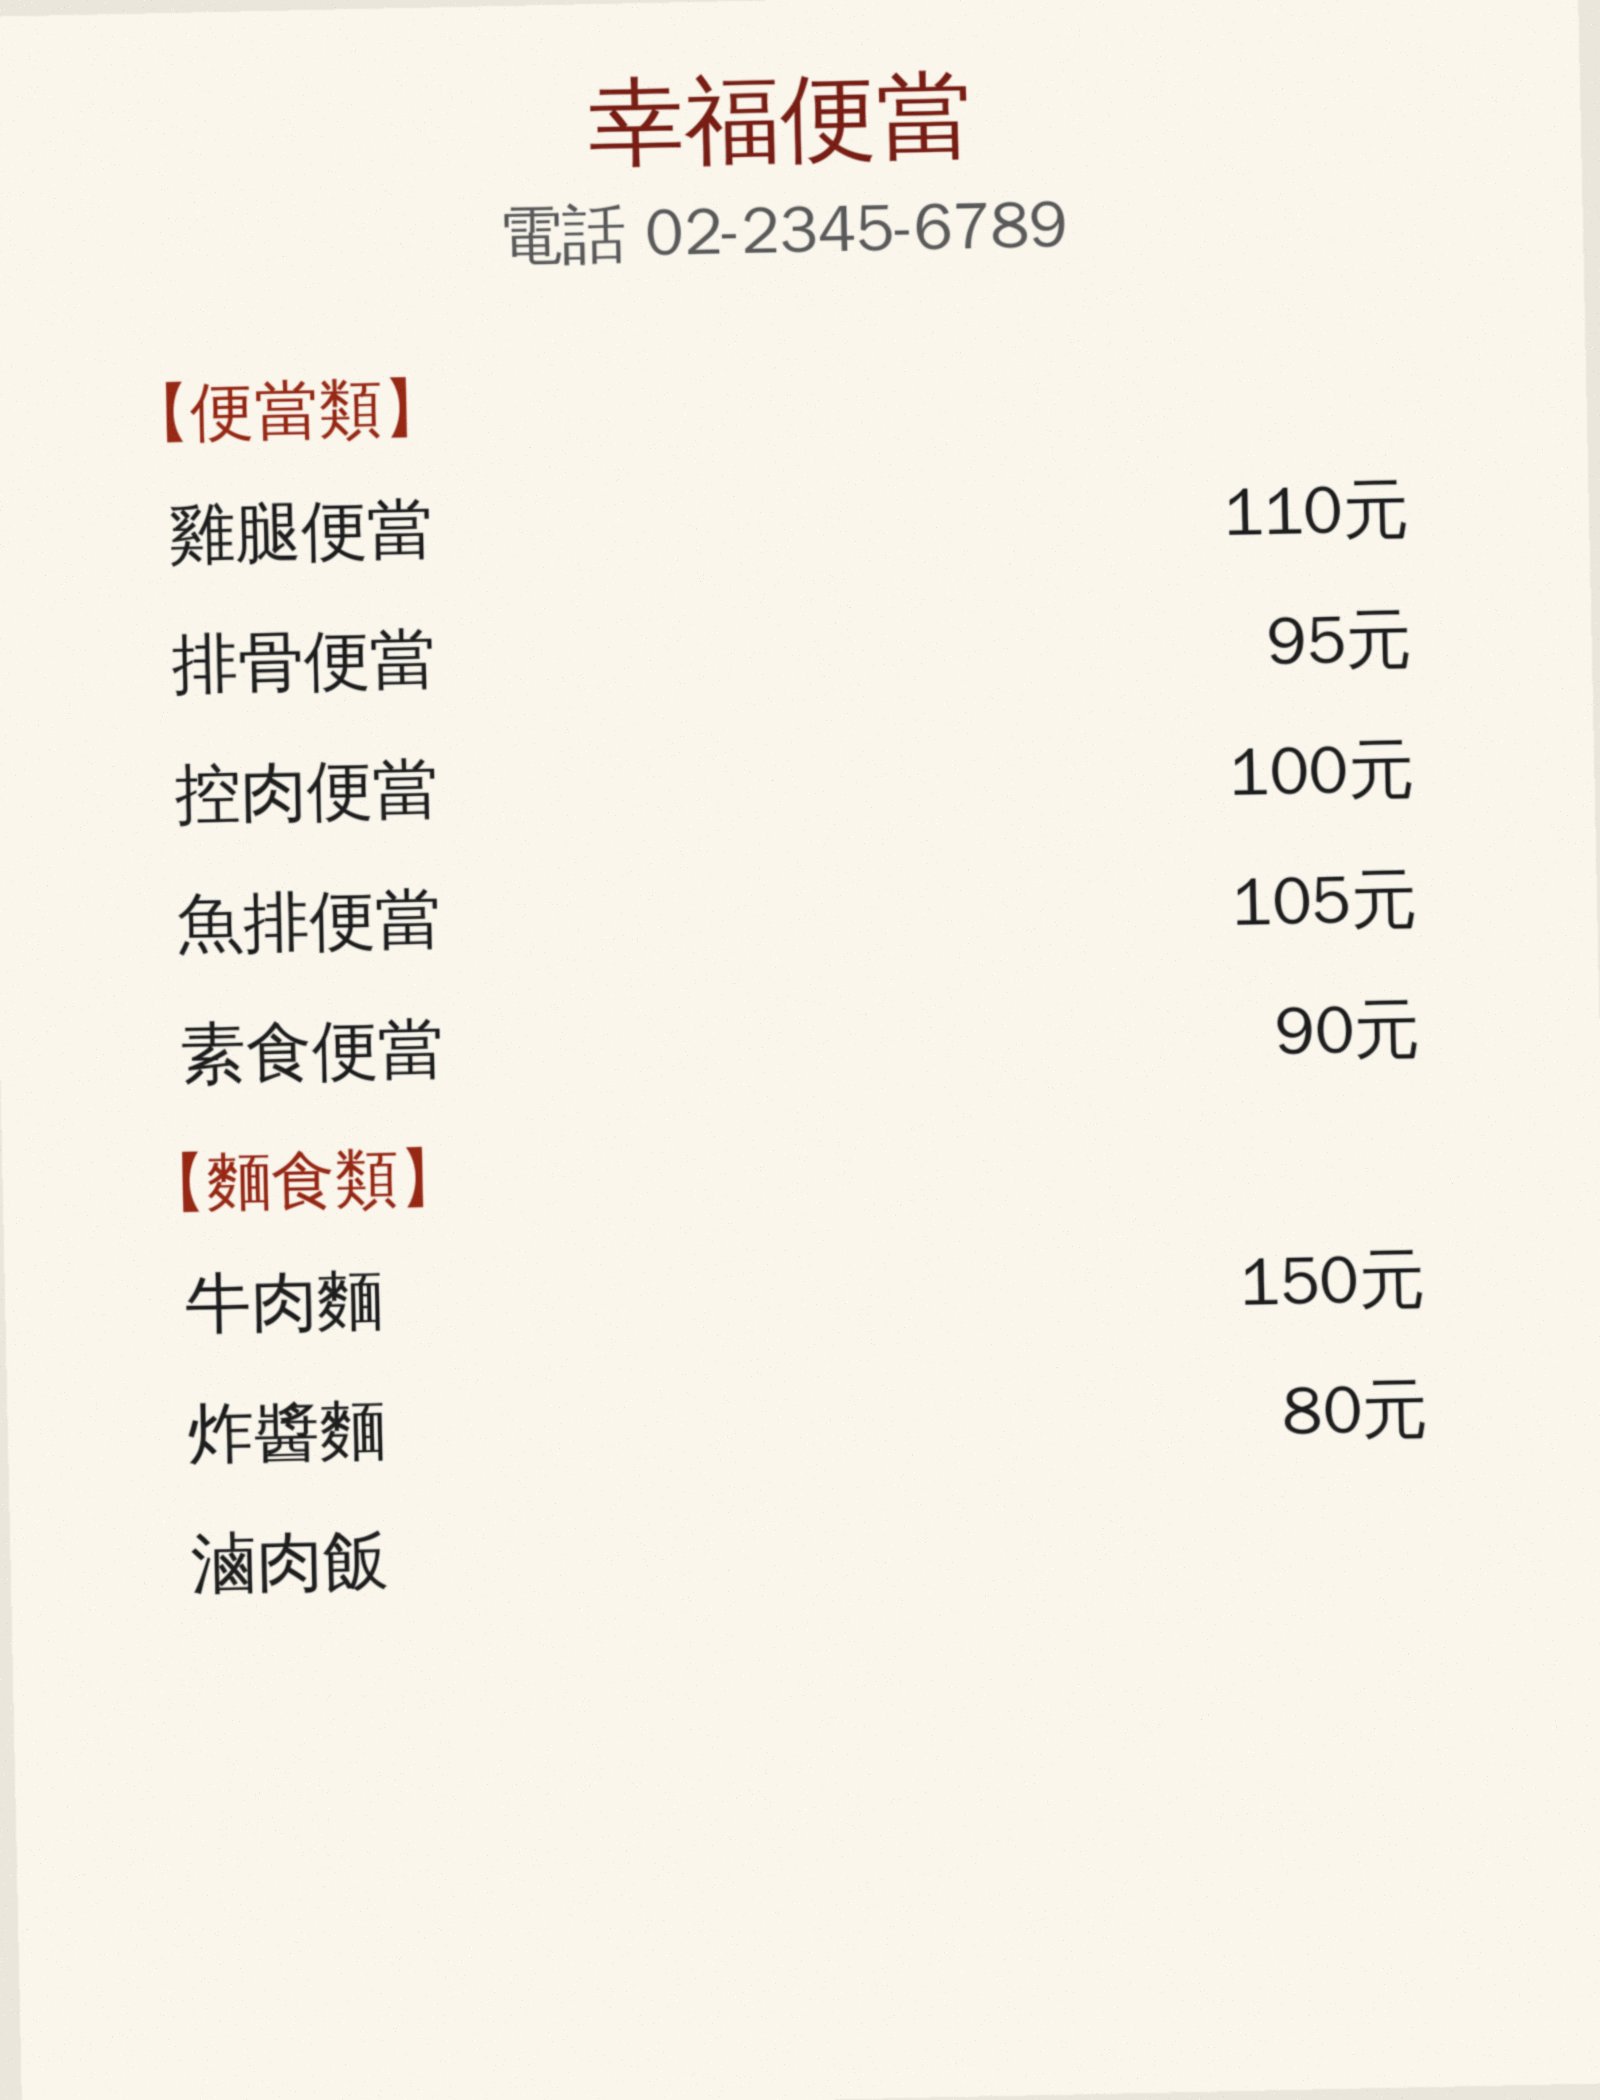 幸福便當
電話 02-2345-6789
【便當類】
雞腿便當 110元
排骨便當 95元
控肉便當 100元
魚排便當 105元
素食便當 90元
【麵食類】
牛肉麵 150元
炸醬麵 80元
滷肉飯